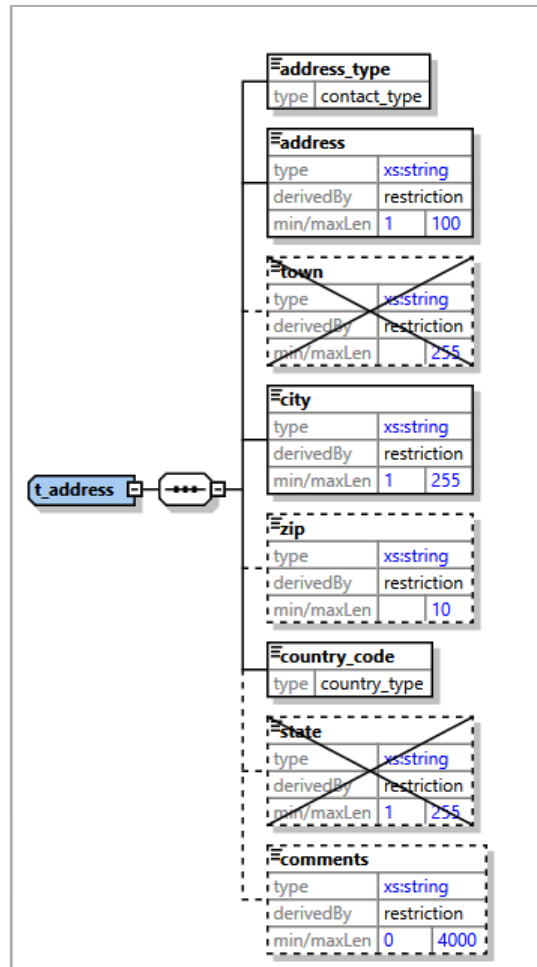 address_type
type contact_type
address
type xs:string
derivedBy restriction
min/maxLen 1 100
town
type xs:string
derivedBy restriction
min/maxLen 255
city
type xs:string
derivedBy restriction
min/maxLen 1 255
t_address
zip
type xs:string
derivedBy restriction
min/maxLen 10
country_code
type country_type
state
type xs:string
derivedBy restriction
min/maxLen 1 255
comments
type xs:string
derivedBy restriction
min/maxLen 0 4000